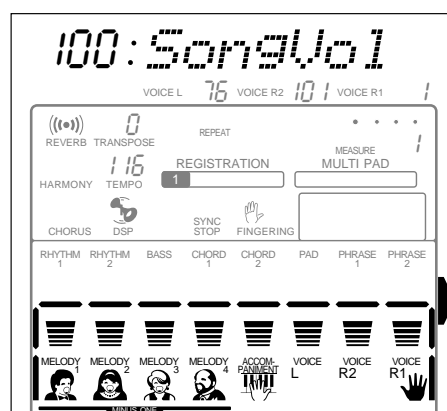 100:SongVol
VOICE L 76 VOICE R2 101 VOICE R1 1
REVERB 0 TRANSPOSE REPEAT
MEASURE 1
HARMONY 116 TEMPO REGISTRATION MULTI PAD
1
CHORUS DSP SYNC STOP FINGERING
RHYTHM 1 RHYTHM 2 BASS CHORD 1 CHORD 2 PAD PHRASE 1 PHRASE 2
MELODY 1 MELODY 2 MELODY 3 MELODY 4 ACCOM-PANIMENT VOICE L VOICE R2 VOICE R1
MINUS ONE